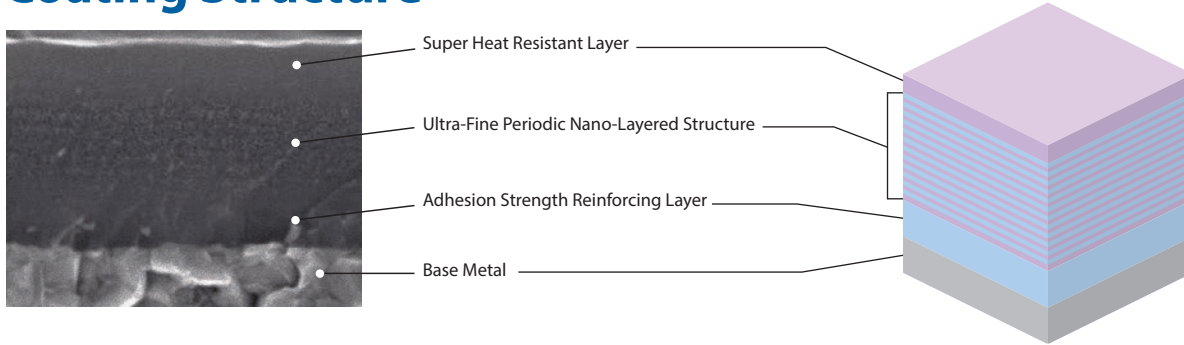 Coating Structure
Super Heat Resistant Layer
Ultra-Fine Periodic Nano-Layered Structure
Adhesion Strength Reinforcing Layer
Base Metal